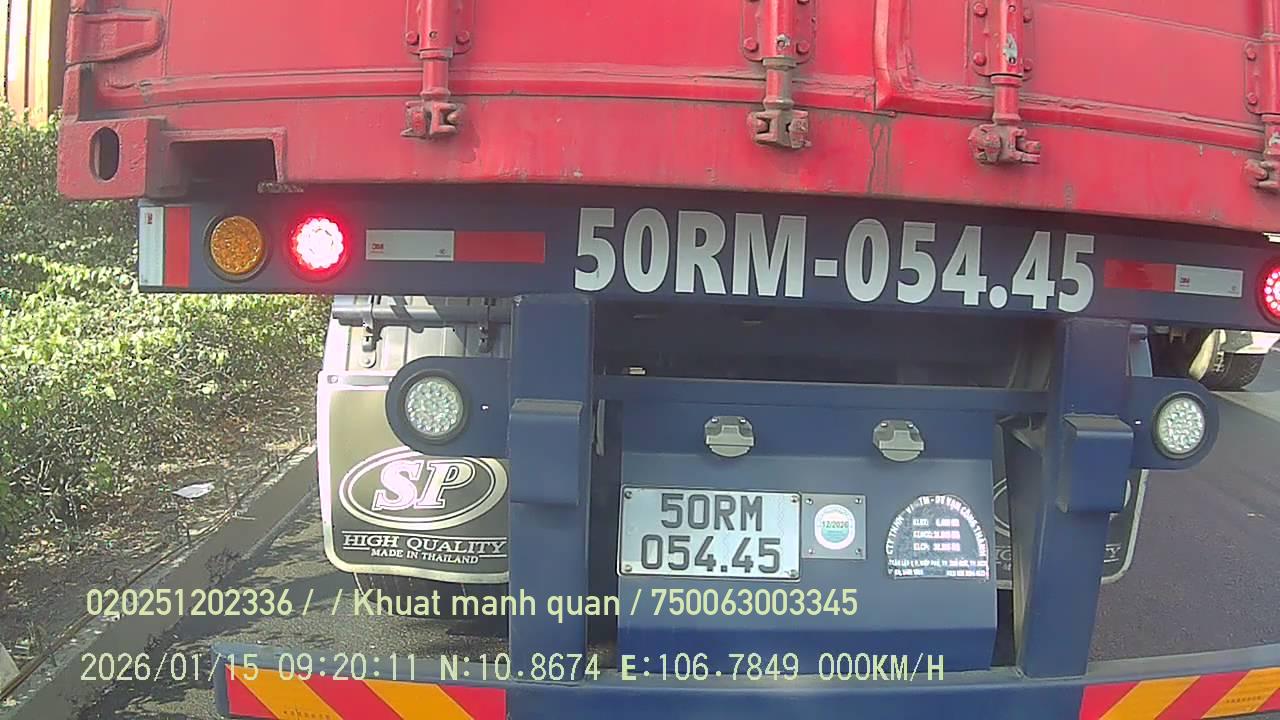 50RM-054.45
SP
HIGH QUALITY
MADE IN THAILAND
50RM
054.45
12/2026
020251202336 / / Khuat manh quan / 750063003345
2026/01/15 09:20:11 N:10.8674 E:106.7849 000KM/H